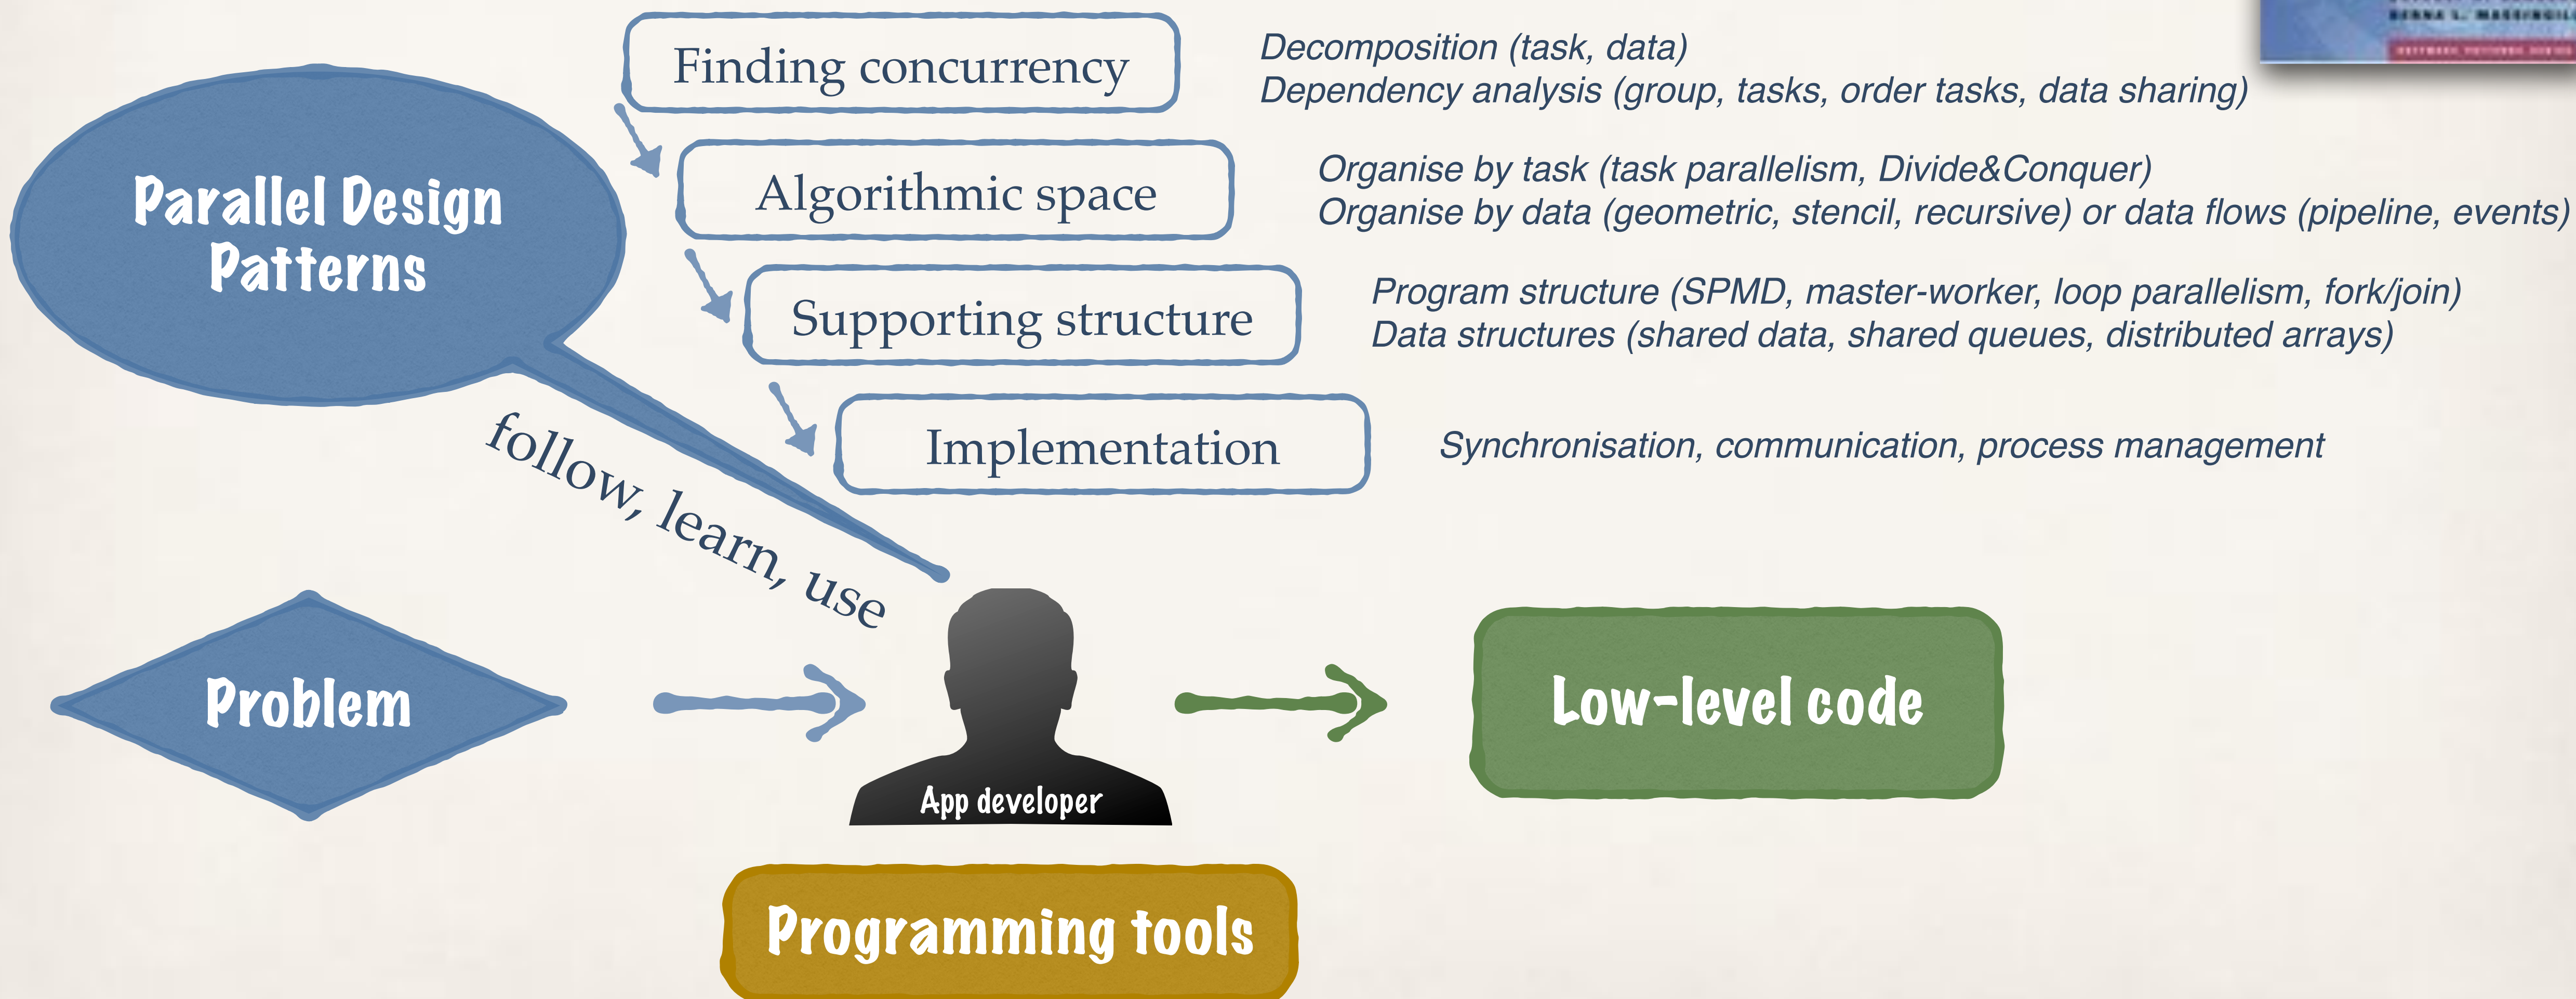 Finding concurrency
Decomposition (task, data)
Dependency analysis (group, tasks, order tasks, data sharing)
Parallel Design
Patterns
Algorithmic space
Organise by task (task parallelism, Divide&Conquer)
Organise by data (geometric, stencil, recursive) or data flows (pipeline, events)
Supporting structure
Program structure (SPMD, master-worker, loop parallelism, fork/join)
Data structures (shared data, shared queues, distributed arrays)
Implementation
Synchronisation, communication, process management
follow, learn, use
Problem
App developer
Low-level code
Programming tools